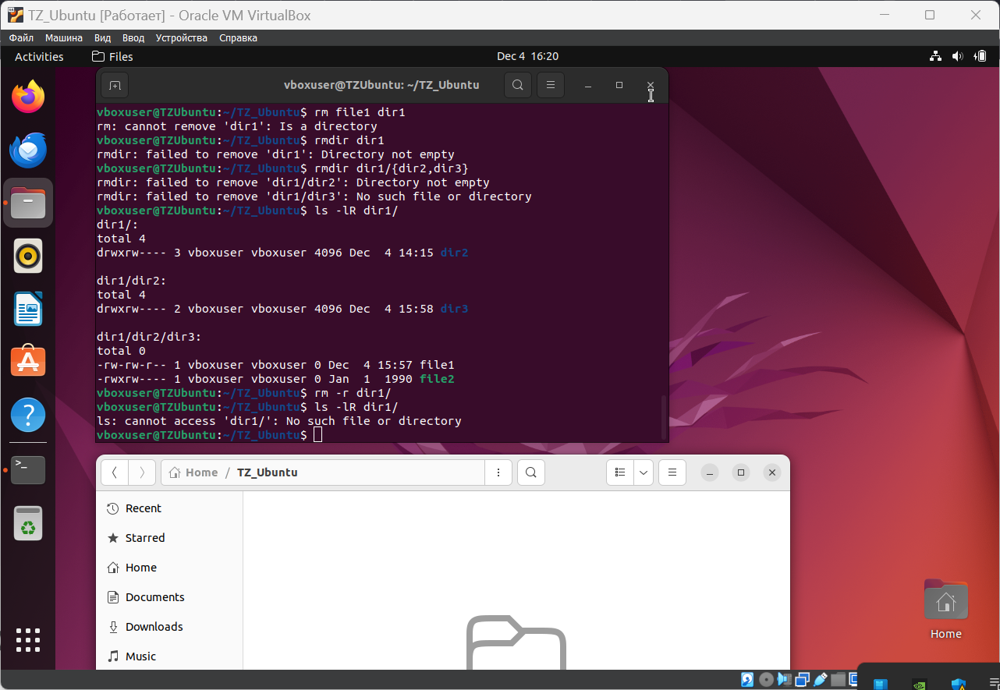 TZ_Ubuntu [Работает] - Oracle VM VirtualBox
Файл Машина Вид Ввод Устройства Справка
Activities Files Dec 4 16:20
vboxuser@TZUbuntu: ~/TZ_Ubuntu
vboxuser@TZUbuntu:~/TZ_Ubuntu$ rm file1 dir1
rm: cannot remove 'dir1': Is a directory
vboxuser@TZUbuntu:~/TZ_Ubuntu$ rmdir dir1
rmdir: failed to remove 'dir1': Directory not empty
vboxuser@TZUbuntu:~/TZ_Ubuntu$ rmdir dir1/{dir2,dir3}
rmdir: failed to remove 'dir1/dir2': Directory not empty
rmdir: failed to remove 'dir1/dir3': No such file or directory
vboxuser@TZUbuntu:~/TZ_Ubuntu$ ls -lR dir1/
dir1/:
total 4
drwxrw---- 3 vboxuser vboxuser 4096 Dec  4 14:15 dir2
dir1/dir2:
total 4
drwxrw---- 2 vboxuser vboxuser 4096 Dec  4 15:58 dir3
dir1/dir2/dir3:
total 0
-rw-rw-r-- 1 vboxuser vboxuser 0 Dec  4 15:57 file1
-rwxrw---- 1 vboxuser vboxuser 0 Jan  1  1990 file2
vboxuser@TZUbuntu:~/TZ_Ubuntu$ rm -r dir1/
vboxuser@TZUbuntu:~/TZ_Ubuntu$ ls -lR dir1/
ls: cannot access 'dir1/': No such file or directory
vboxuser@TZUbuntu:~/TZ_Ubuntu$
Home / TZ_Ubuntu
Recent
Starred
Home
Documents
Downloads
Music
Home